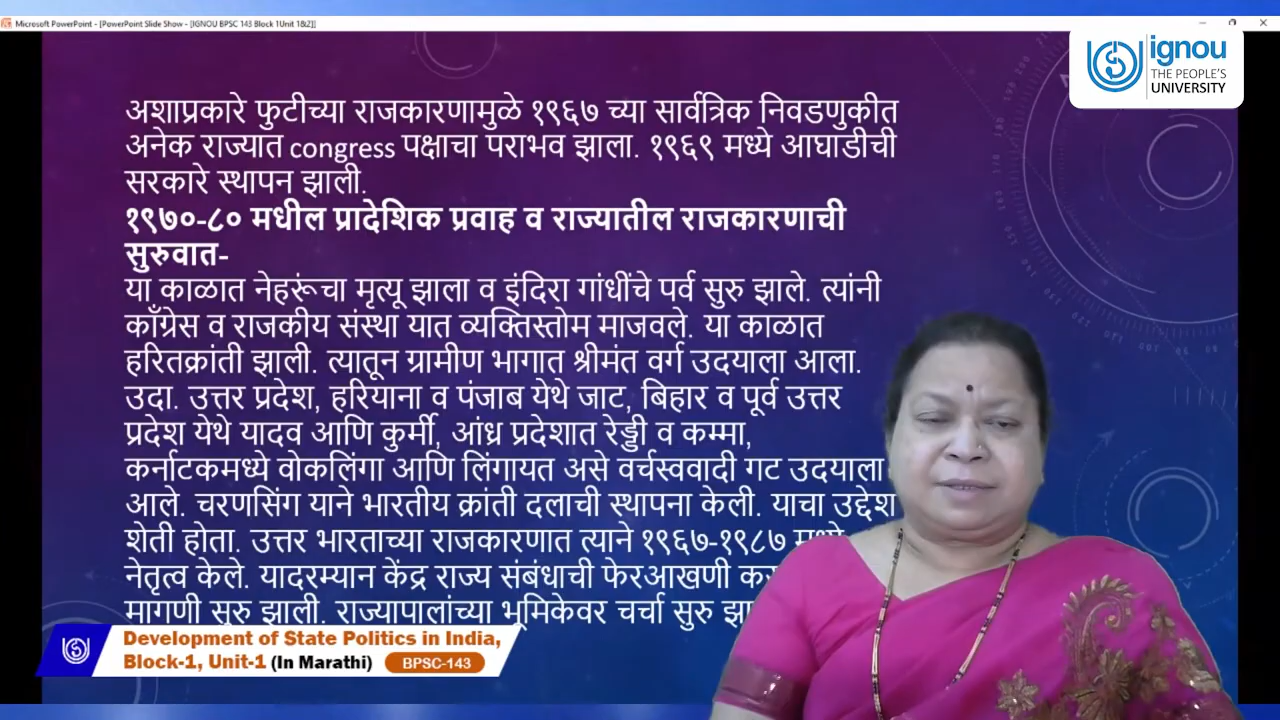 Microsoft PowerPoint - [PowerPoint Slide Show - [IGNOU BPSC 143 Block 1Unit 1&2]]
ignou
THE PEOPLE'S
UNIVERSITY
अशाप्रकारे फुटीच्या राजकारणामुळे १९६७ च्या सार्वत्रिक निवडणुकीत
अनेक राज्यात congress पक्षाचा पराभव झाला. १९६९ मध्ये आघाडीची
सरकारे स्थापन झाली.
१९७०-८० मधील प्रादेशिक प्रवाह व राज्यातील राजकारणाची
सुरुवात-
या काळात नेहरूंचा मृत्यू झाला व इंदिरा गांधींचे पर्व सुरु झाले. त्यांनी
काँग्रेस व राजकीय संस्था यात व्यक्तिस्तोम माजवले. या काळात
हरितक्रांती झाली. त्यातून ग्रामीण भागात श्रीमंत वर्ग उदयाला आला.
उदा. उत्तर प्रदेश, हरियाना व पंजाब येथे जाट, बिहार व पूर्व उत्तर
प्रदेश येथे यादव आणि कुर्मी, आंध्र प्रदेशात रेड्डी व कम्मा,
कर्नाटकमध्ये वोकलिंगा आणि लिंगायत असे वर्चस्ववादी गट उदयाला
आले. चरणसिंग याने भारतीय क्रांती दलाची स्थापना केली. याचा उद्देश
शेती होता. उत्तर भारताच्या राजकारणात त्याने १९६७-१९८७
नेतृत्व केले. यादरम्यान केंद्र राज्य संबंधाची फेरआखणी
मागणी सुरु झाली. राज्यापालांच्या भूमिकेवर चर्चा सुरु
Development of State Politics in India,
Block-1, Unit-1 (In Marathi) BPSC-143